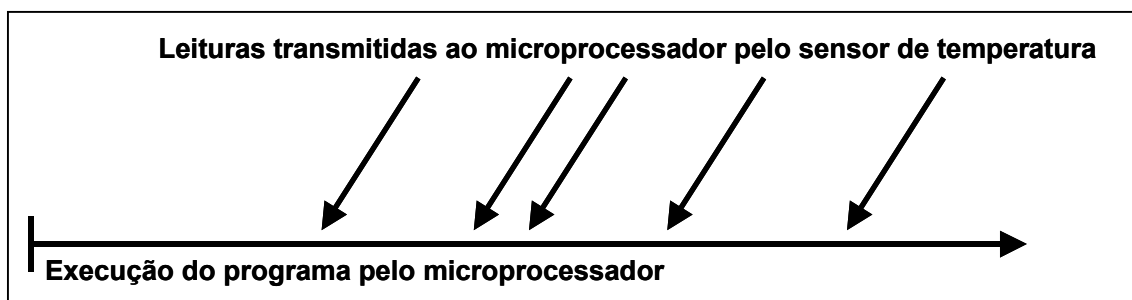 Leituras transmitidas ao microprocessador pelo sensor de temperatura
Execução do programa pelo microprocessador